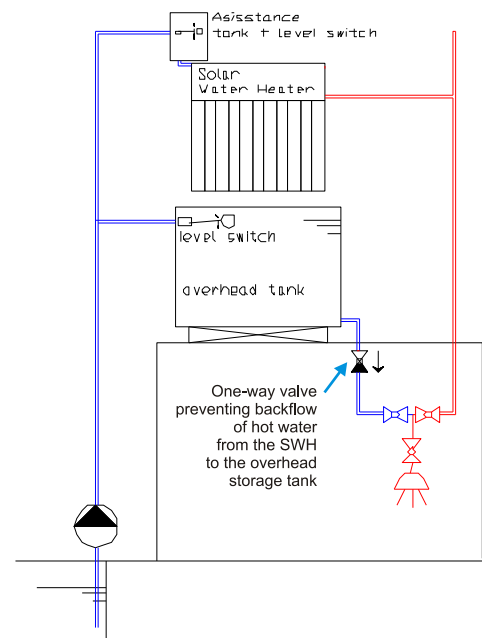 Asisstance
tank + level switch
Solar
Water Heater
level switch
overhead tank
One-way valve
preventing backflow
of hot water
from the SWH
to the overhead
storage tank